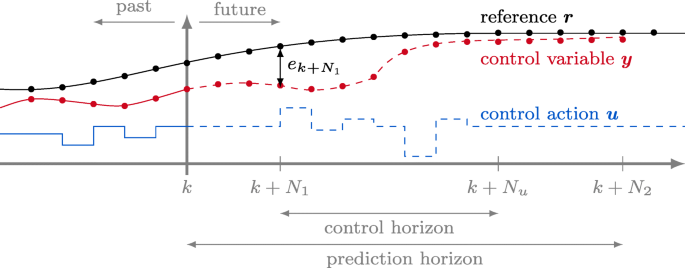 past future
reference r
e_{k+N_1}
control variable y
control action u
k k + N_1 k + N_u k + N_2
control horizon
prediction horizon